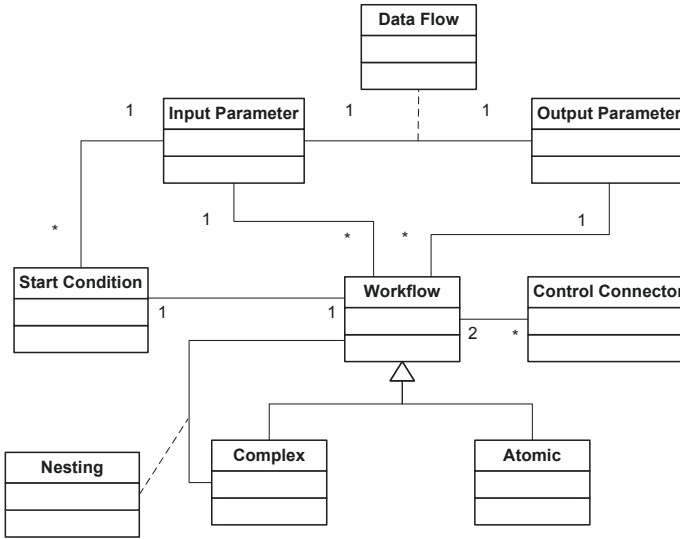 Data Flow
1
Input Parameter
1
1
Output Parameter
*
1
*
*
1
Start Condition
Workflow
Control Connector
1
1
2
*
Nesting
Complex
Atomic